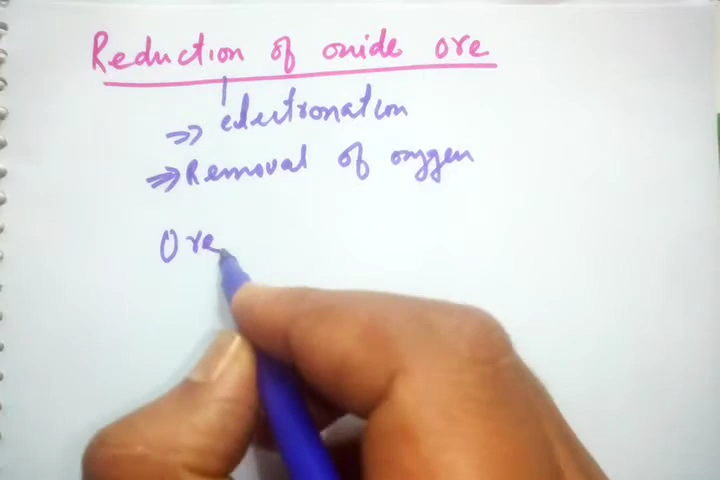 Reduction of oxide ore
electronation
⇒
⇒ Removal of oxygen
Ore